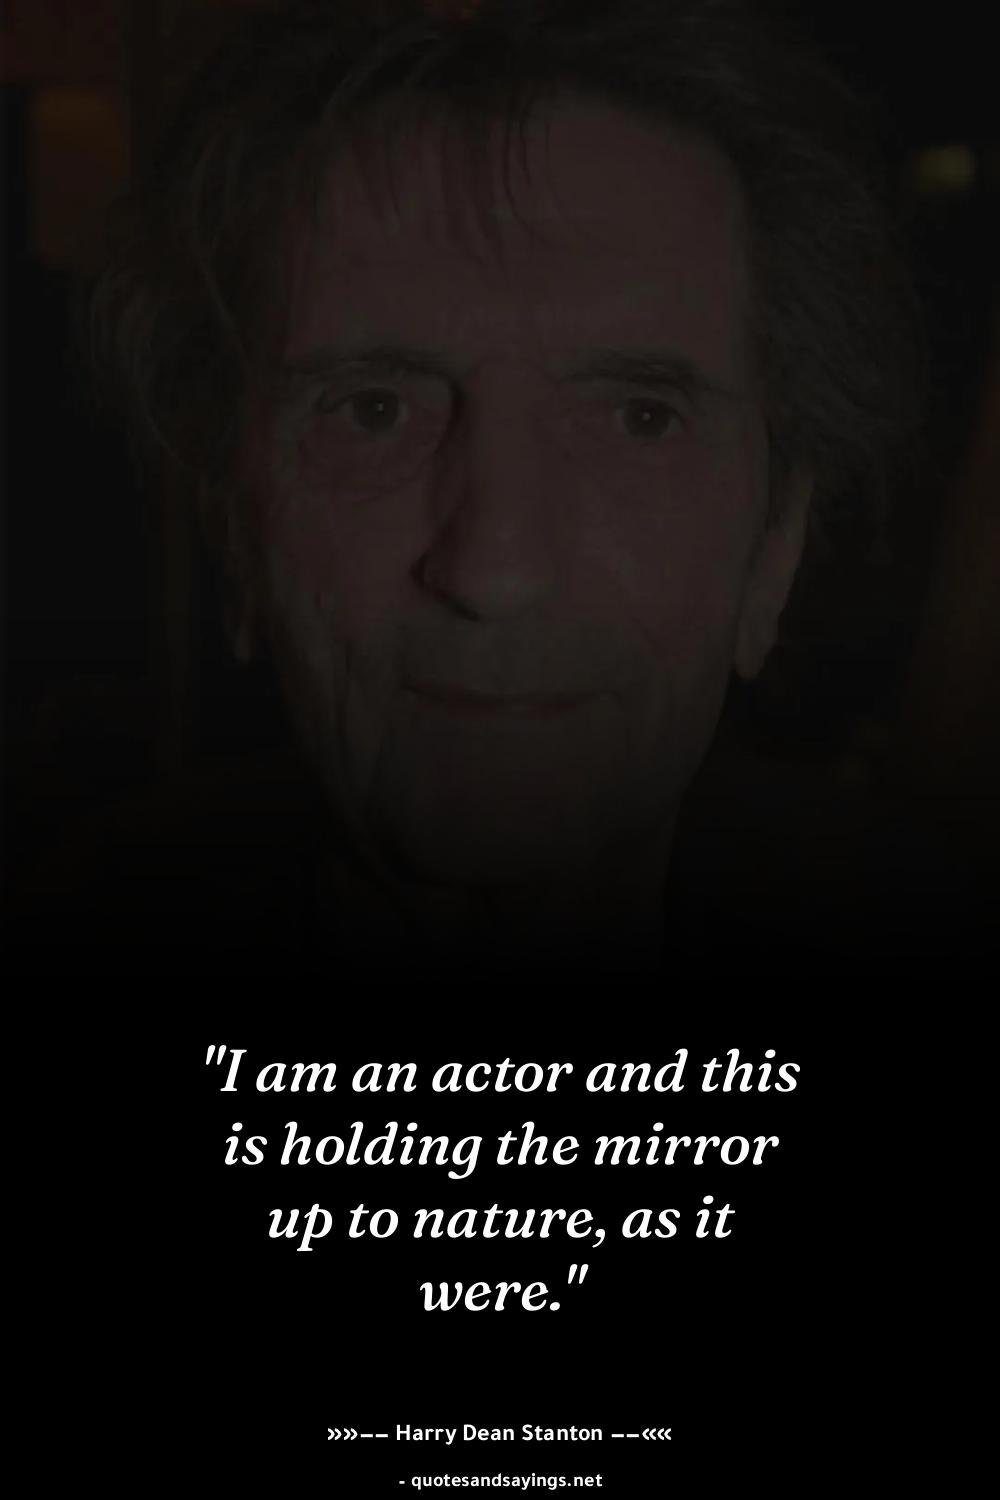 "I am an actor and this
is holding the mirror
up to nature, as it
were."
»»−− Harry Dean Stanton −−««
- quotesandsayings.net